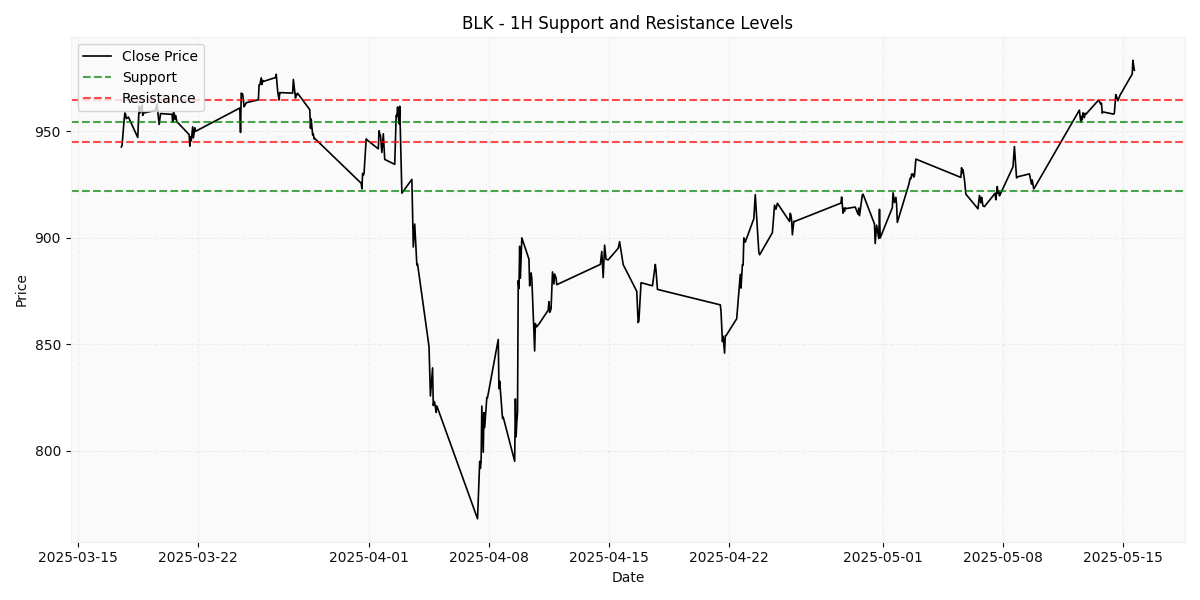 BLK - 1H Support and Resistance Levels
Close Price
Support
Resistance
Price
950
900
850
800
2025-03-15
2025-03-22
2025-04-01
2025-04-08
2025-04-15
2025-04-22
2025-05-01
2025-05-08
2025-05-15
Date